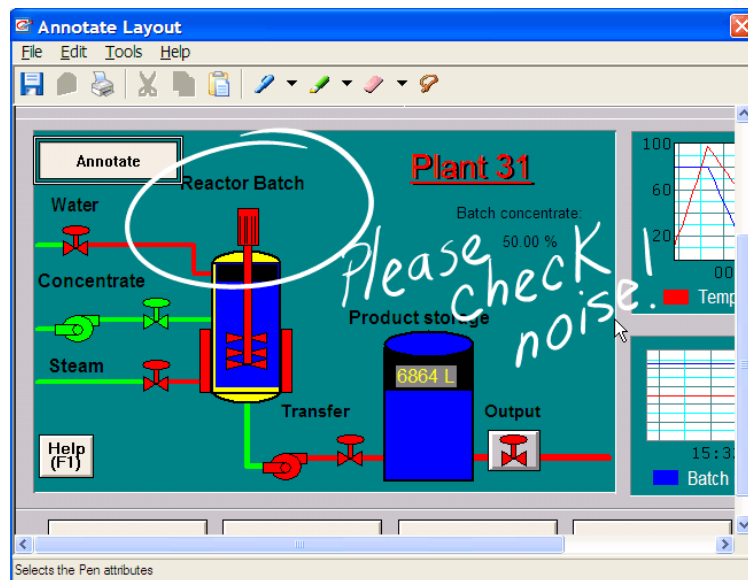 Annotate Layout
File Edit Tools Help
Annotate
Reactor Batch
Plant 31
Water
Batch concentrate:
50.00 %
Please
check
noise!
Concentrate
Product storage
Steam
6864 L
Transfer
Output
Help
(F1)
100
60
20
00
Temp
15:3
Batch
Selects the Pen attributes